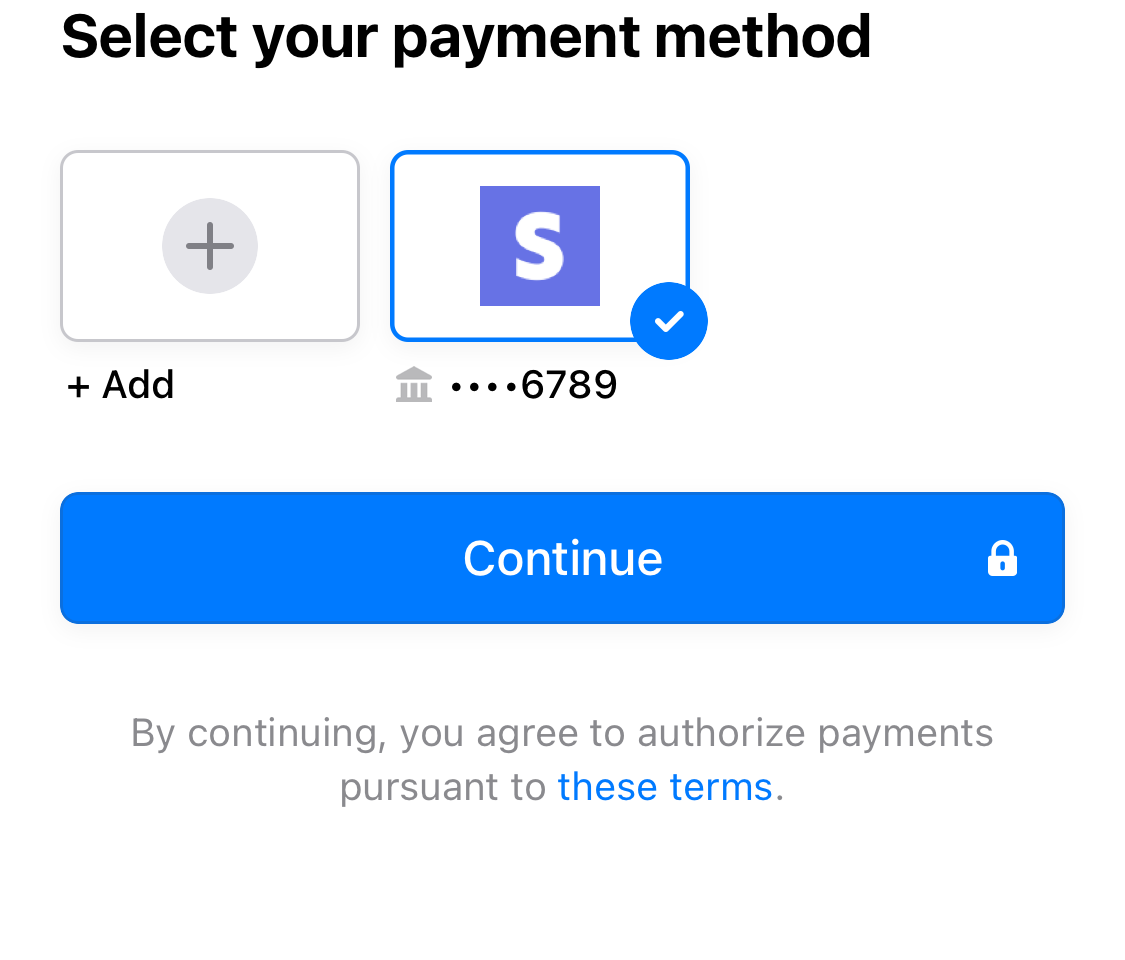 Select your payment method
S
+ Add
••••6789
Continue
By continuing, you agree to authorize payments
pursuant to these terms.